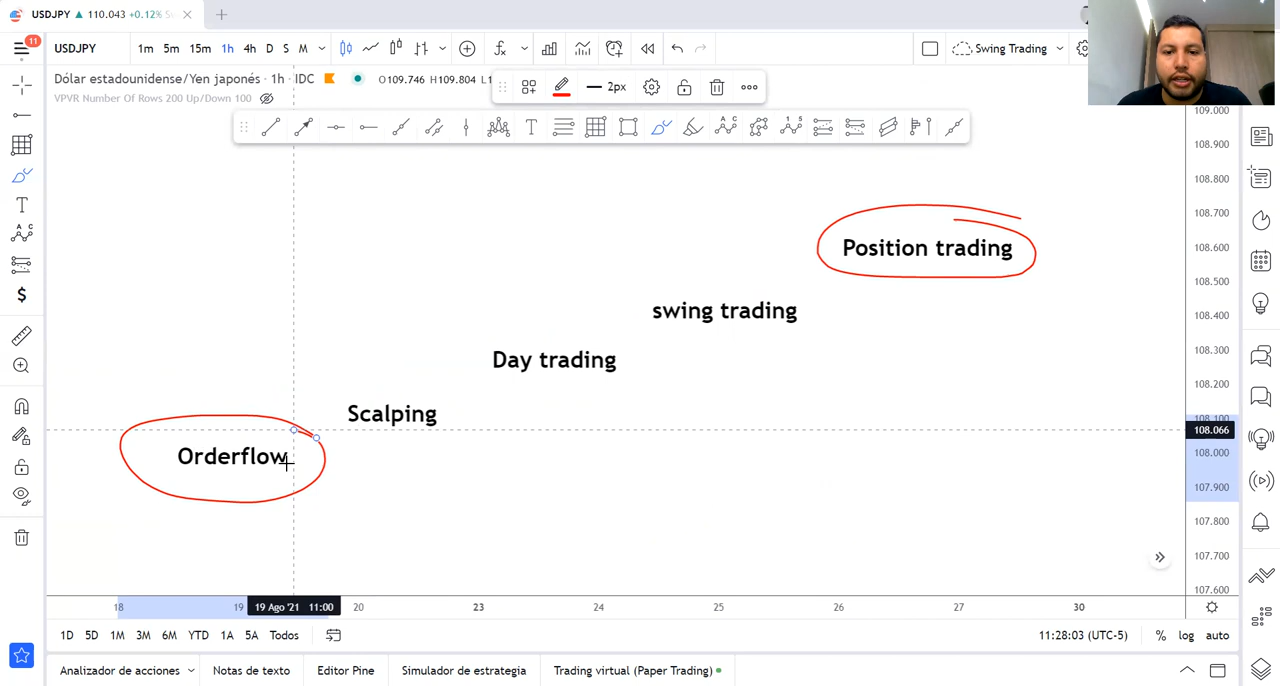 USDJPY ▲ 110.043 +0.12%
11
USDJPY 1m 5m 15m 1h 4h D S M Swing Trading
Dólar estadounidense/Yen japonés · 1h · IDC O109.746 H109.804
VPVR Number Of Rows 200 Up/Down 100
2px
Position trading
swing trading
Day trading
Scalping
Orderflow
109.000
108.900
108.800
108.700
108.600
108.500
108.400
108.300
108.200
108.100
108.066
108.000
107.900
107.800
107.700
107.600
18 19 19 Ago '21 11:00 20 23 24 25 26 27 30
1D 5D 1M 3M 6M YTD 1A 5A Todos 11:28:03 (UTC-5) % log auto
Analizador de acciones Notas de texto Editor Pine Simulador de estrategia Trading virtual (Paper Trading)